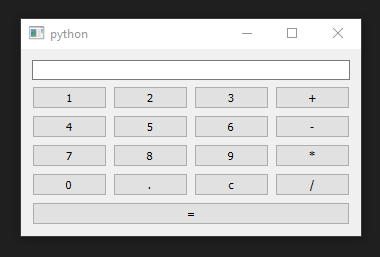 python
1 2 3 +
4 5 6 -
7 8 9 *
0 . c /
=